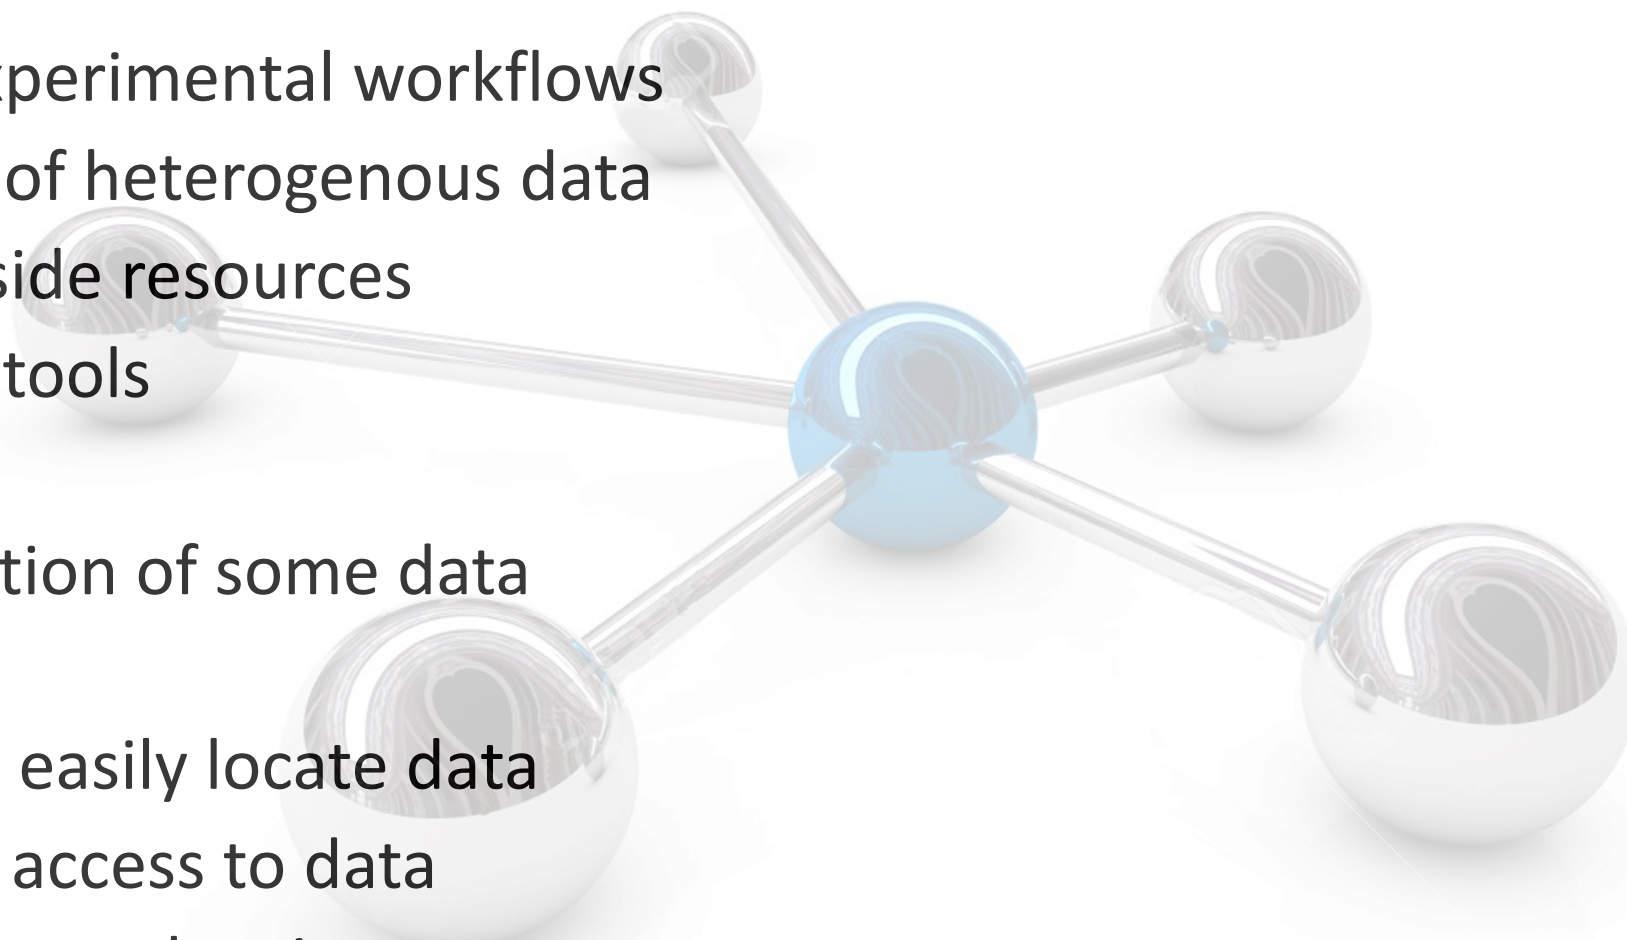 xperimental workflows
of heterogenous data
side resources
tools
tion of some data
easily locate data
access to data